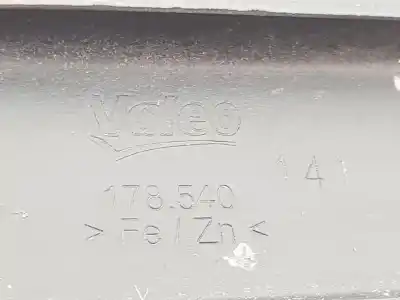 Valeo
141
178.540
> Fe / Zn <